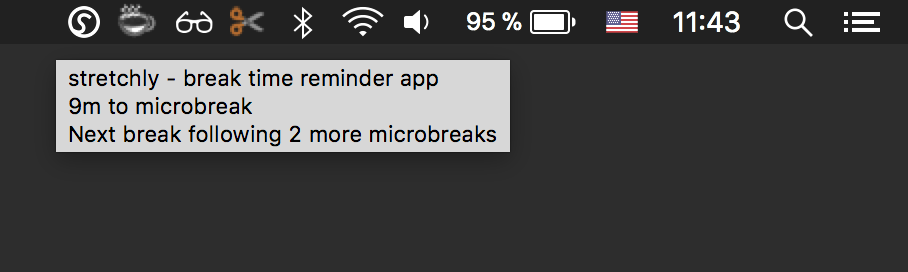 95 % 11:43
stretchly - break time reminder app
9m to microbreak
Next break following 2 more microbreaks